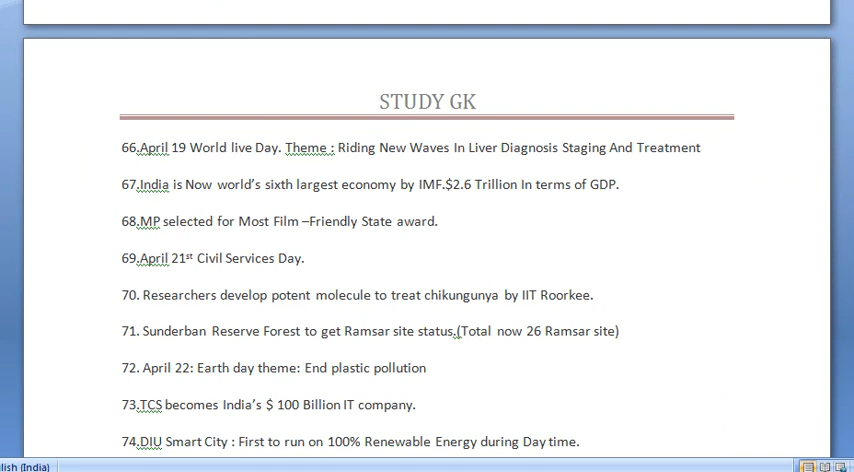 STUDY GK
66.April 19 World live Day. Theme : Riding New Waves In Liver Diagnosis Staging And Treatment
67.India is Now world’s sixth largest economy by IMF.$2.6 Trillion In terms of GDP.
68.MP selected for Most Film –Friendly State award.
69.April 21st Civil Services Day.
70. Researchers develop potent molecule to treat chikungunya by IIT Roorkee.
71. Sunderban Reserve Forest to get Ramsar site status.(Total now 26 Ramsar site)
72. April 22: Earth day theme: End plastic pollution
73.TCS becomes India’s $ 100 Billion IT company.
74.DIU Smart City : First to run on 100% Renewable Energy during Day time.
lish (India)